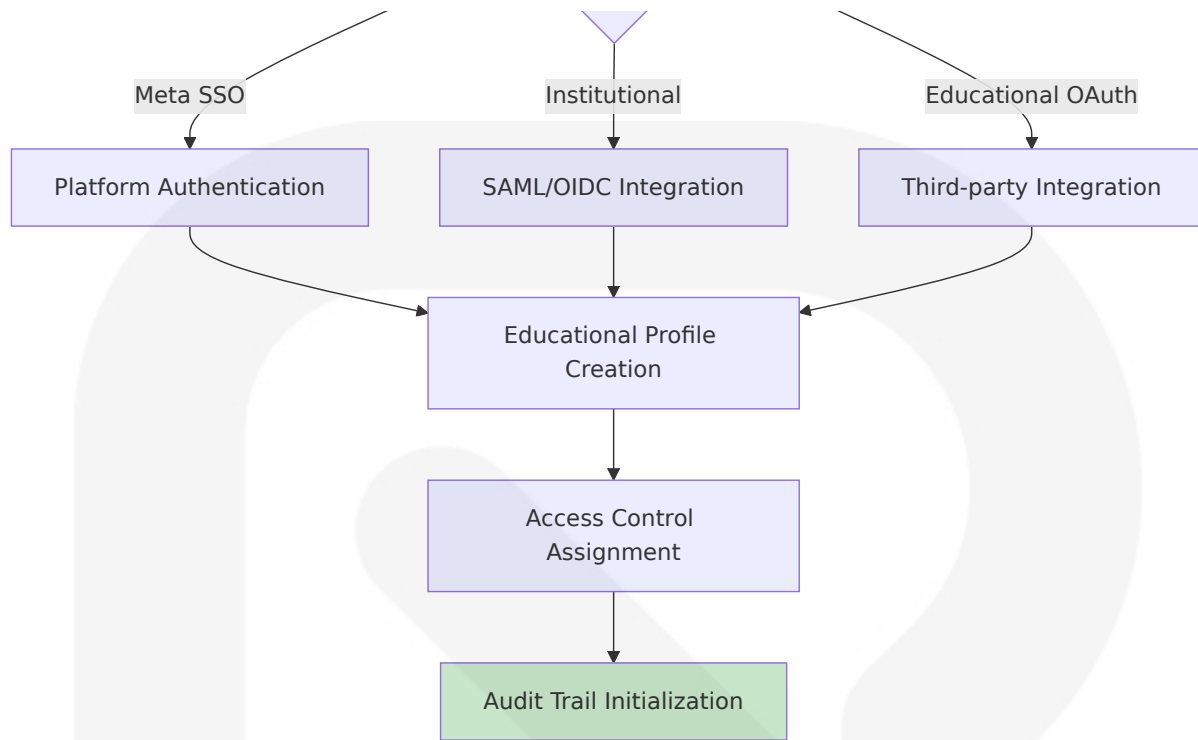 Meta SSO
Institutional
Educational OAuth
Platform Authentication
SAML/OIDC Integration
Third-party Integration
Educational Profile
Creation
Access Control
Assignment
Audit Trail Initialization